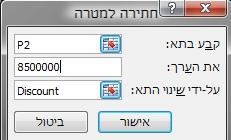 חתירה למטרה
קבע בתא: P2
את הערך: 8500000
על-ידי שינוי התא: Discount
אישור ביטול